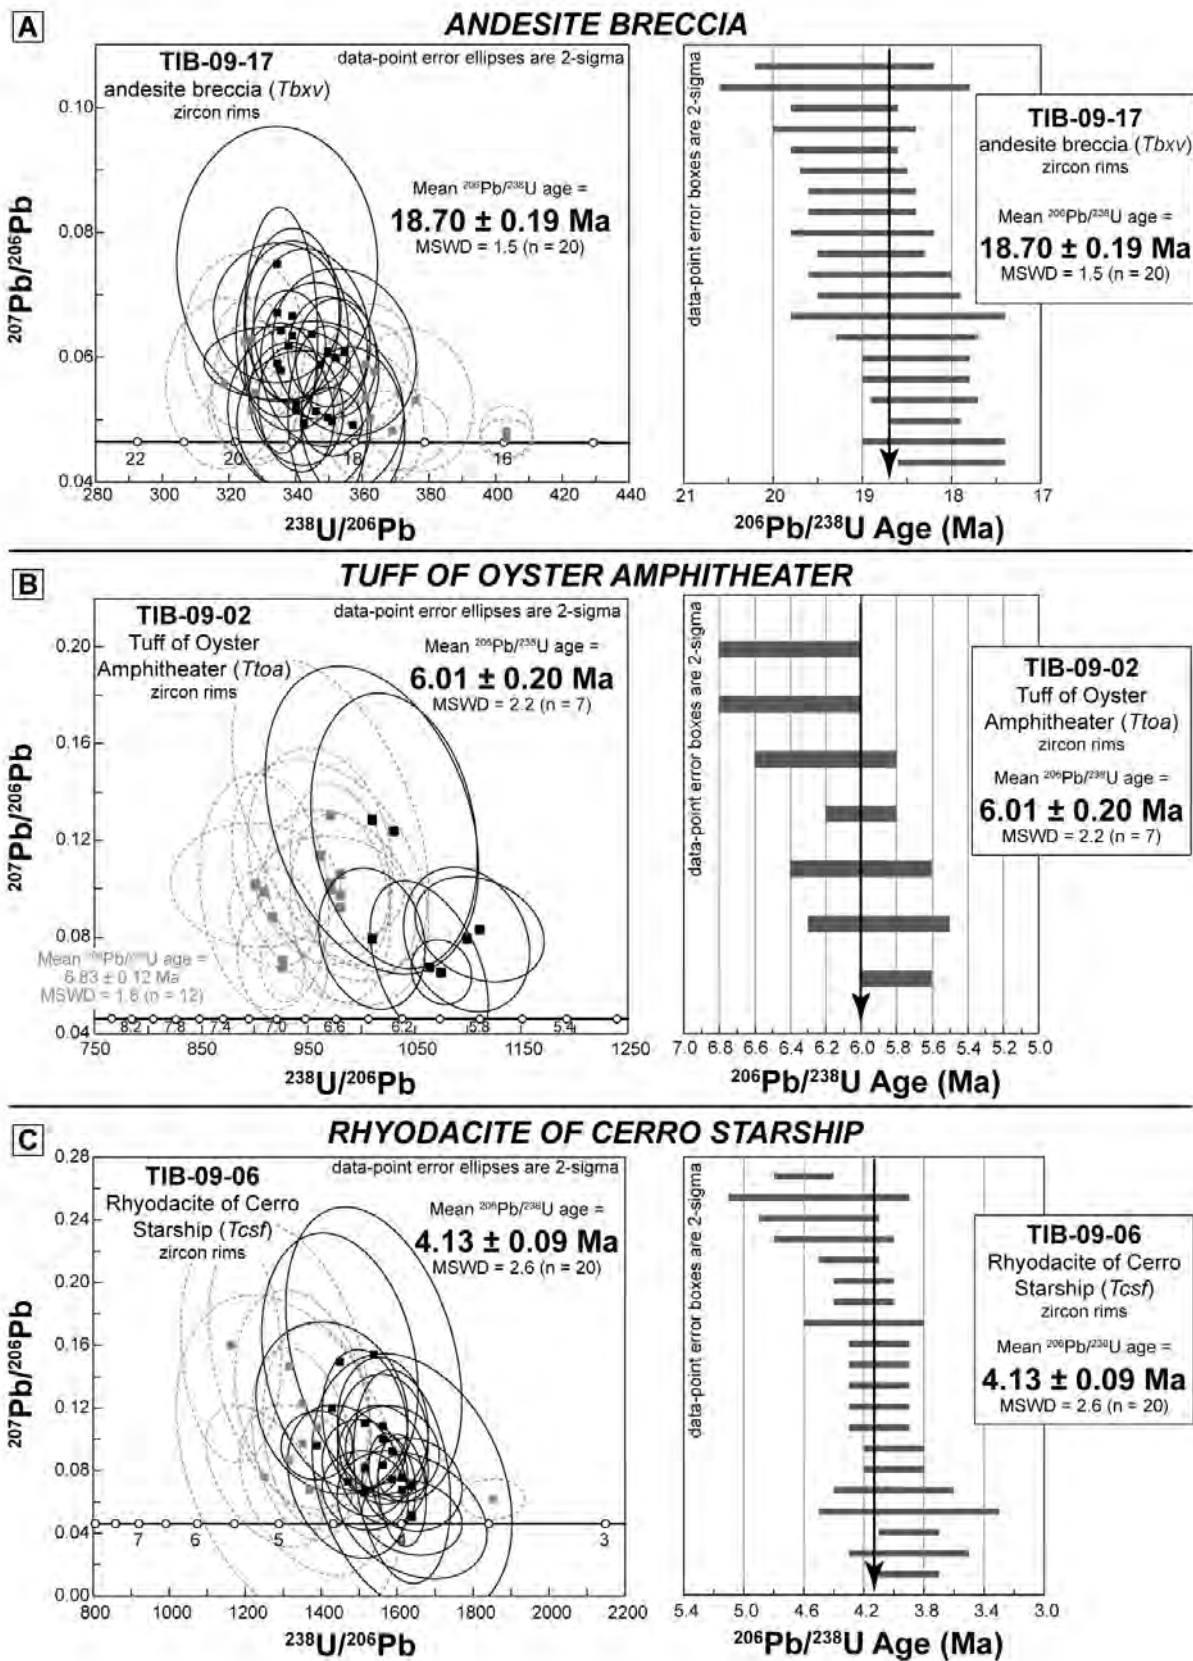 A
ANDESITE BRECCIA
TIB-09-17
andesite breccia (Tbxv)
zircon rims
data-point error ellipses are 2-sigma
Mean 206Pb/238U age =
18.70 ± 0.19 Ma
MSWD = 1.5 (n = 20)
207Pb/206Pb
0.10
0.08
0.06
0.04
22 20 18 16
280 300 320 340 360 380 400 420 440
238U/206Pb
data-point error boxes are 2-sigma
TIB-09-17
andesite breccia (Tbxv)
zircon rims
Mean 206Pb/238U age =
18.70 ± 0.19 Ma
MSWD = 1.5 (n = 20)
21 20 19 18 17
206Pb/238U Age (Ma)
B
TUFF OF OYSTER AMPHITHEATER
TIB-09-02
Tuff of Oyster
Amphitheater (Ttoa)
zircon rims
data-point error ellipses are 2-sigma
Mean 206Pb/238U age =
6.01 ± 0.20 Ma
MSWD = 2.2 (n = 7)
207Pb/206Pb
0.20
0.16
0.12
0.08
0.04
Mean 206Pb/238U age =
6.83 ± 0.12 Ma
MSWD = 1.8 (n = 12)
8.2 7.8 7.4 7.0 6.6 6.2 5.8 5.4
750 850 950 1050 1150 1250
238U/206Pb
data-point error boxes are 2-sigma
TIB-09-02
Tuff of Oyster
Amphitheater (Ttoa)
zircon rims
Mean 206Pb/238U age =
6.01 ± 0.20 Ma
MSWD = 2.2 (n = 7)
7.0 6.8 6.6 6.4 6.2 6.0 5.8 5.6 5.4 5.2 5.0
206Pb/238U Age (Ma)
C
RHYODACITE OF CERRO STARSHIP
TIB-09-06
Rhyodacite of Cerro
Starship (Tcsf)
zircon rims
data-point error ellipses are 2-sigma
Mean 206Pb/238U age =
4.13 ± 0.09 Ma
MSWD = 2.6 (n = 20)
207Pb/206Pb
0.28
0.24
0.20
0.16
0.12
0.08
0.04
0.00
7 6 5 4 3
800 1000 1200 1400 1600 1800 2000 2200
238U/206Pb
data-point error boxes are 2-sigma
TIB-09-06
Rhyodacite of Cerro
Starship (Tcsf)
zircon rims
Mean 206Pb/238U age =
4.13 ± 0.09 Ma
MSWD = 2.6 (n = 20)
5.4 5.0 4.6 4.2 3.8 3.4 3.0
206Pb/238U Age (Ma)